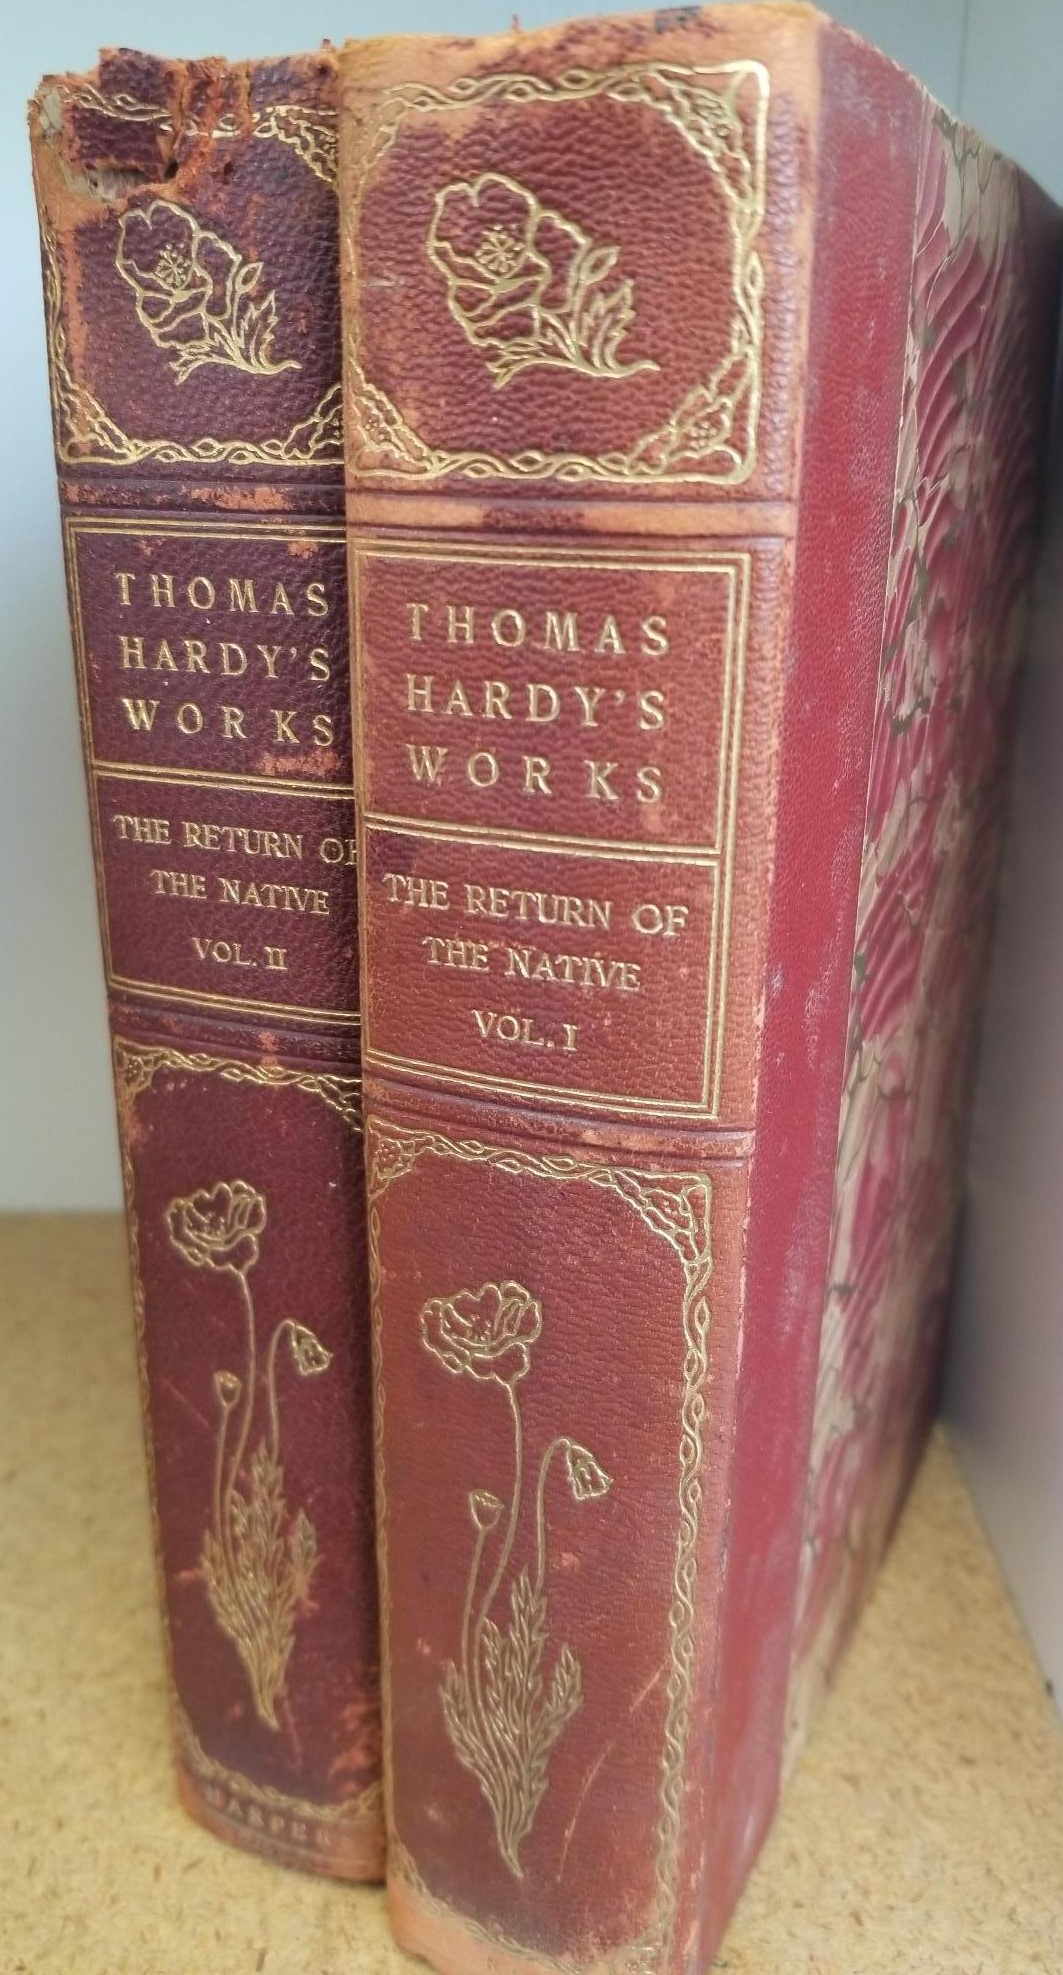 THOMAS
HARDY'S
WORKS
THE RETURN OF
THE NATIVE
VOL. II
HARPER
THOMAS
HARDY'S
WORKS
THE RETURN OF
THE NATIVE
VOL. I